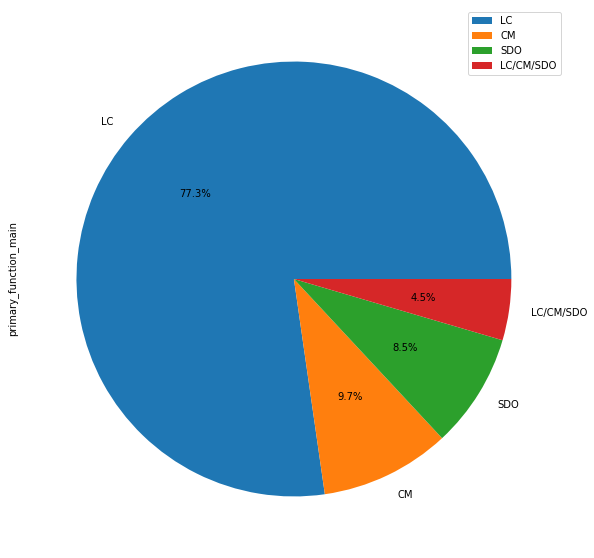 LC
CM
SDO
LC/CM/SDO
LC
77.3%
primary_function_main
4.5%
LC/CM/SDO
8.5%
9.7%
SDO
CM